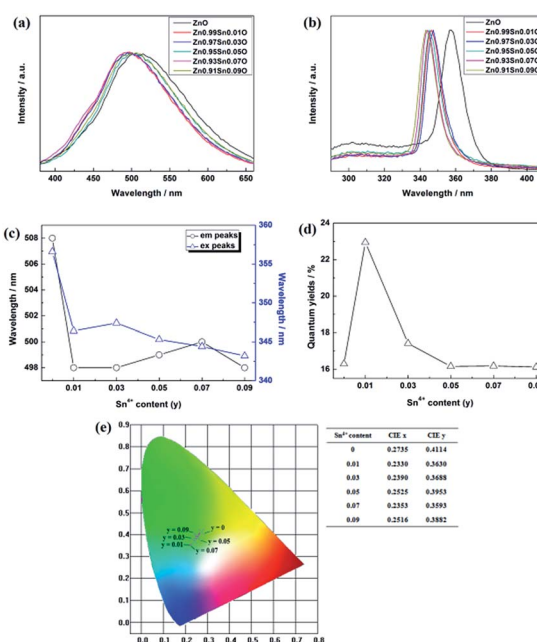 (a)
ZnO
Zn0.99Sn0.01O
Zn0.97Sn0.03O
Zn0.95Sn0.05O
Zn0.93Sn0.07O
Zn0.91Sn0.09O
Intensity / a.u.
400 450 500 550 600 650
Wavelength / nm
(b)
ZnO
Zn0.99Sn0.01O
Zn0.97Sn0.03O
Zn0.95Sn0.05O
Zn0.93Sn0.07O
Zn0.91Sn0.09O
Intensity / a.u.
300 320 340 360 380 400
Wavelength / nm
(c)
em peaks
ex peaks
Wavelength / nm
508
506
504
502
500
498
360
355
350
345
340
Wavelength / nm
0.01 0.03 0.05 0.07 0.09
Sn4+ content (y)
(d)
Quantum yields / %
24
22
20
18
16
0.01 0.03 0.05 0.07 0.09
Sn4+ content (y)
(e)
0.9
0.8
0.7
0.6
0.5
0.4
0.3
0.2
0.1
0.0
0.0 0.1 0.2 0.3 0.4 0.5 0.6 0.7 0.8
y = 0.09 y = 0
y = 0.03 y = 0.05
y = 0.01 y = 0.07
Sn4+ content CIE x CIE y
0 0.2735 0.4114
0.01 0.2330 0.3630
0.03 0.2390 0.3688
0.05 0.2525 0.3953
0.07 0.2353 0.3593
0.09 0.2516 0.3882